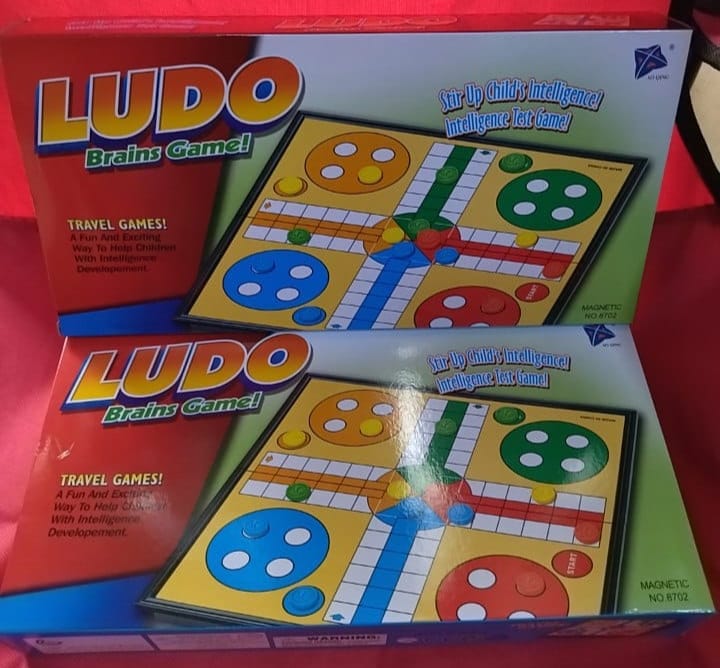 LUDO
Brains Game!
Stir Up Child's Intelligence!
Intelligence Test Game!
TRAVEL GAMES!
A Fun And Exciting
Way To Help Children
With Intelligence
Developement.
START
MAGNETIC
NO.8702
LUDO
Brains Game!
Stir Up Child's Intelligence!
Intelligence Test Game!
TRAVEL GAMES!
A Fun And Exciting
Way To Help Children
With Intelligence
Developement.
START
MAGNETIC
NO.8702
WARNING: